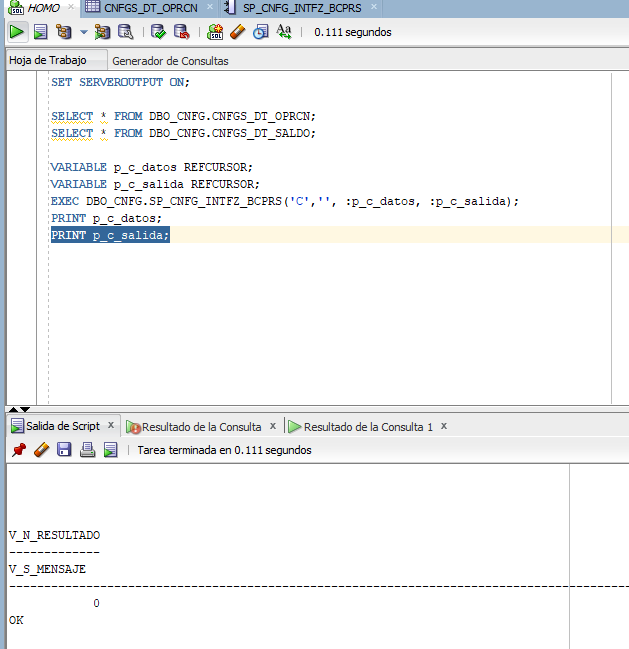 HOMO CNFGS_DT_OPRCN SP_CNFG_INTFZ_BCPRS
0.111 segundos
Hoja de Trabajo Generador de Consultas
SET SERVEROUTPUT ON;
SELECT * FROM DBO_CNFG.CNFGS_DT_OPRCN;
SELECT * FROM DBO_CNFG.CNFGS_DT_SALDO;
VARIABLE p_c_datos REFCURSOR;
VARIABLE p_c_salida REFCURSOR;
EXEC DBO_CNFG.SP_CNFG_INTFZ_BCPRS('C','', :p_c_datos, :p_c_salida);
PRINT p_c_datos;
PRINT p_c_salida;
Salida de Script x Resultado de la Consulta x Resultado de la Consulta 1 x
Tarea terminada en 0.111 segundos
V_N_RESULTADO
-------------
V_S_MENSAJE
--------------------------------------------------------------------------------
0
OK